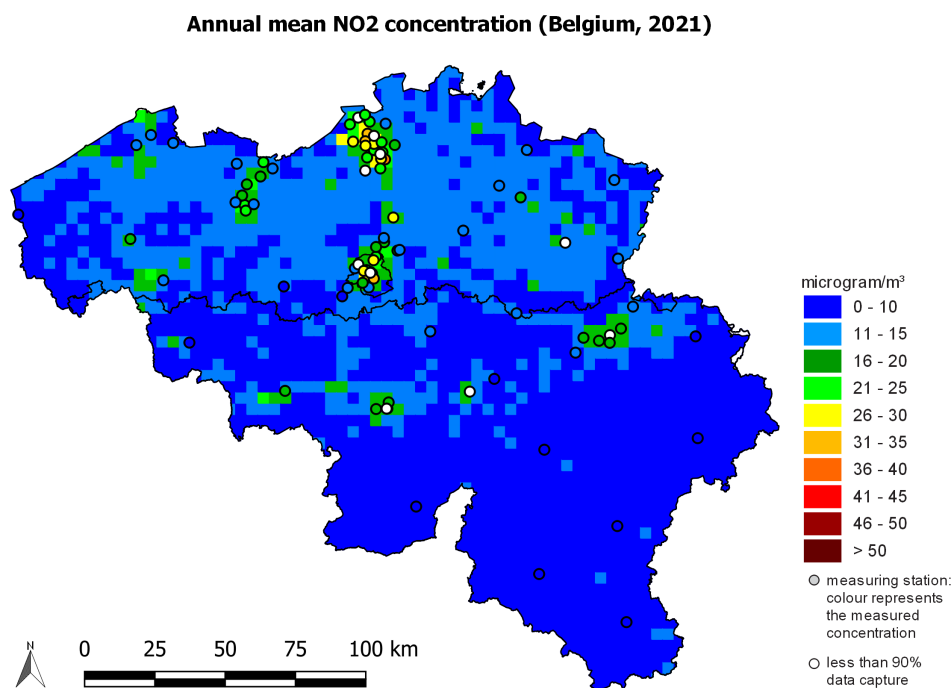 Annual mean NO2 concentration (Belgium, 2021)
microgram/m³
0 - 10
11 - 15
16 - 20
21 - 25
26 - 30
31 - 35
36 - 40
41 - 45
46 - 50
> 50
measuring station:
colour represents
the measured
concentration
less than 90%
data capture
N
0 25 50 75 100 km